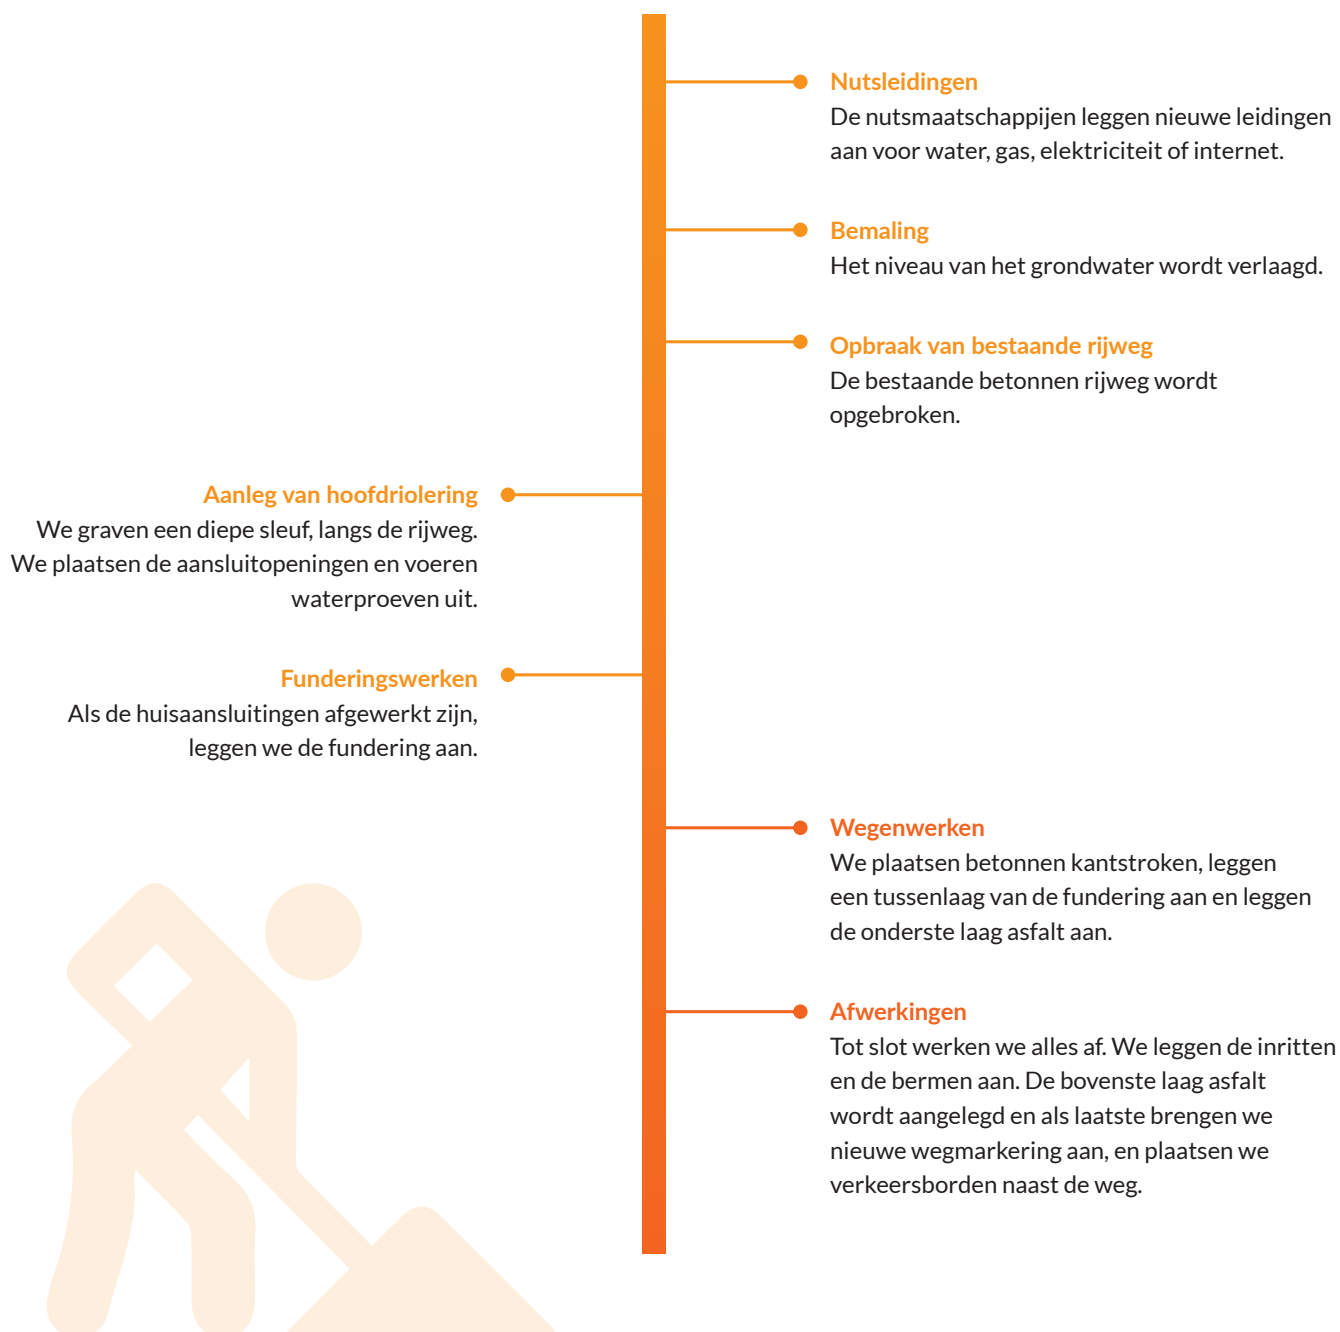 Nutsleidingen
De nutsmaatschappijen leggen nieuwe leidingen
aan voor water, gas, elektriciteit of internet.
Bemaling
Het niveau van het grondwater wordt verlaagd.
Opbraak van bestaande rijweg
De bestaande betonnen rijweg wordt
opgebroken.
Aanleg van hoofdriolering
We graven een diepe sleuf, langs de rijweg.
We plaatsen de aansluitopeningen en voeren
waterproeven uit.
Funderingswerken
Als de huisaansluitingen afgewerkt zijn,
leggen we de fundering aan.
Wegenwerken
We plaatsen betonnen kantstroken, leggen
een tussenlaag van de fundering aan en leggen
de onderste laag asfalt aan.
Afwerkingen
Tot slot werken we alles af. We leggen de inritten
en de bermen aan. De bovenste laag asfalt
wordt aangelegd en als laatste brengen we
nieuwe wegmarkering aan, en plaatsen we
verkeersborden naast de weg.